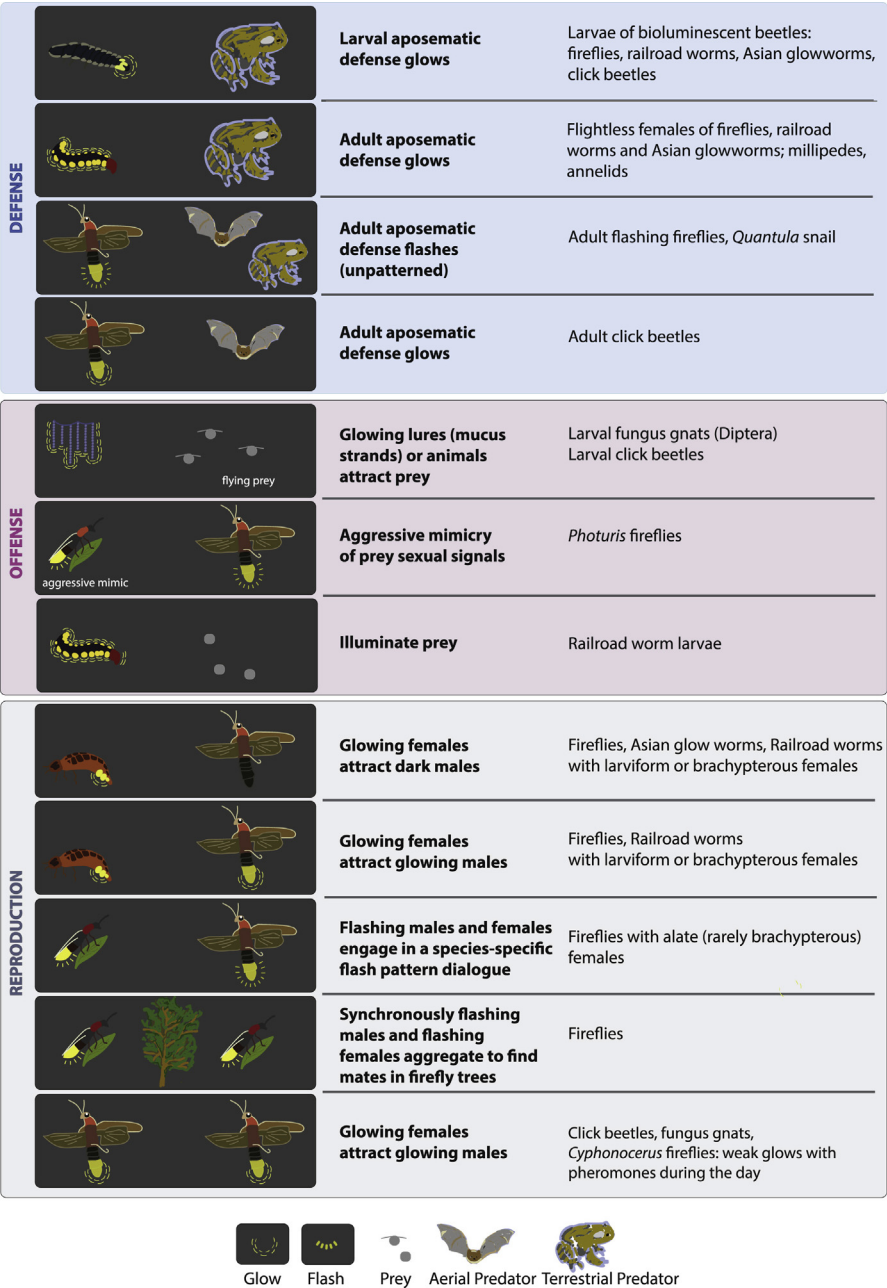 DEFENSE
Larval aposematic
defense glows
Larvae of bioluminescent beetles:
fireflies, railroad worms, Asian glowworms,
click beetles
Adult aposematic
defense glows
Flightless females of fireflies, railroad
worms and Asian glowworms; millipedes,
annelids
Adult aposematic
defense flashes
(unpatterned)
Adult flashing fireflies, Quantula snail
Adult aposematic
defense glows
Adult click beetles
OFFENSE
flying prey
Glowing lures (mucus
strands) or animals
attract prey
Larval fungus gnats (Diptera)
Larval click beetles
aggressive mimic
Aggressive mimicry
of prey sexual signals
Photuris fireflies
Illuminate prey
Railroad worm larvae
REPRODUCTION
Glowing females
attract dark males
Fireflies, Asian glow worms, Railroad worms
with larviform or brachypterous females
Glowing females
attract glowing males
Fireflies, Railroad worms
with larviform or brachypterous females
Flashing males and females
engage in a species-specific
flash pattern dialogue
Fireflies with alate (rarely brachypterous)
females
Synchronously flashing
males and flashing
females aggregate to find
mates in firefly trees
Fireflies
Glowing females
attract glowing males
Click beetles, fungus gnats,
Cyphonocerus fireflies: weak glows with
pheromones during the day
Glow
Flash
Prey
Aerial Predator
Terrestrial Predator